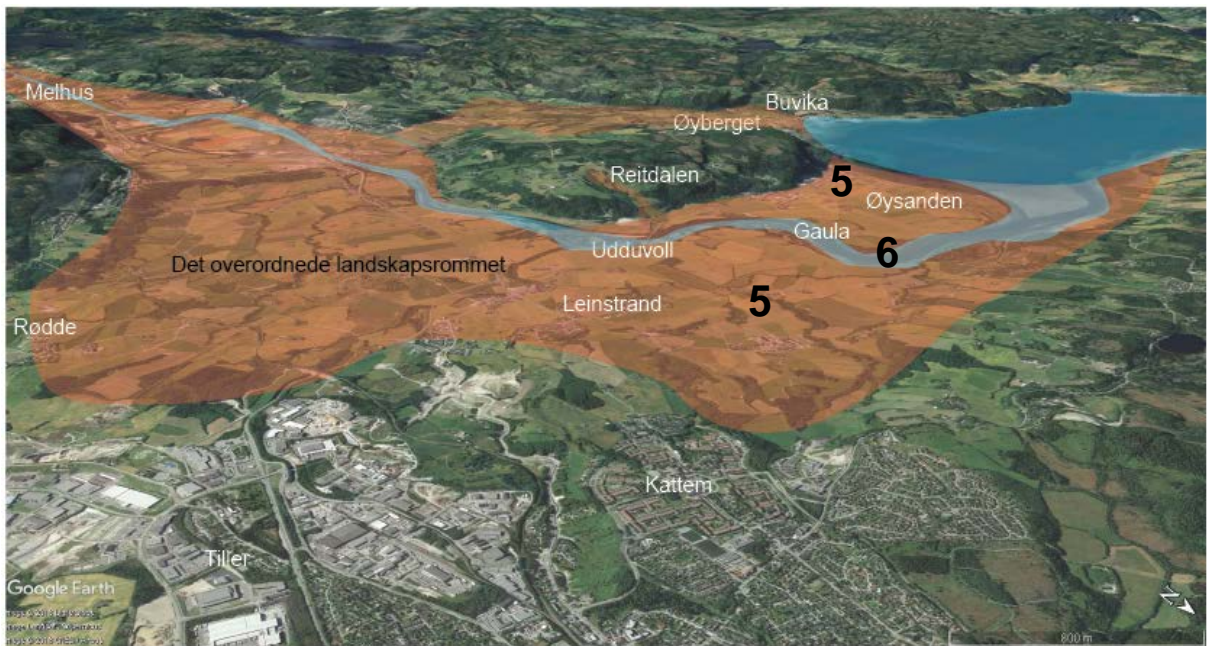 Melhus
Buvika
Øyberget
Reitdalen
5
Øysanden
Gaula
Udduvoll
6
Det overordnede landskapsrommet
Leinstrand
5
Rødde
Kattem
Tiller
Google Earth
N
800 m